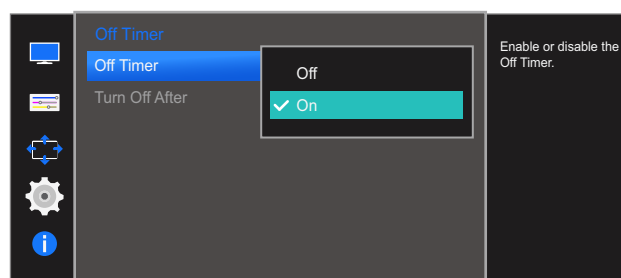 Off Timer
Off Timer
Turn Off After
Off
On
Enable or disable the
Off Timer.